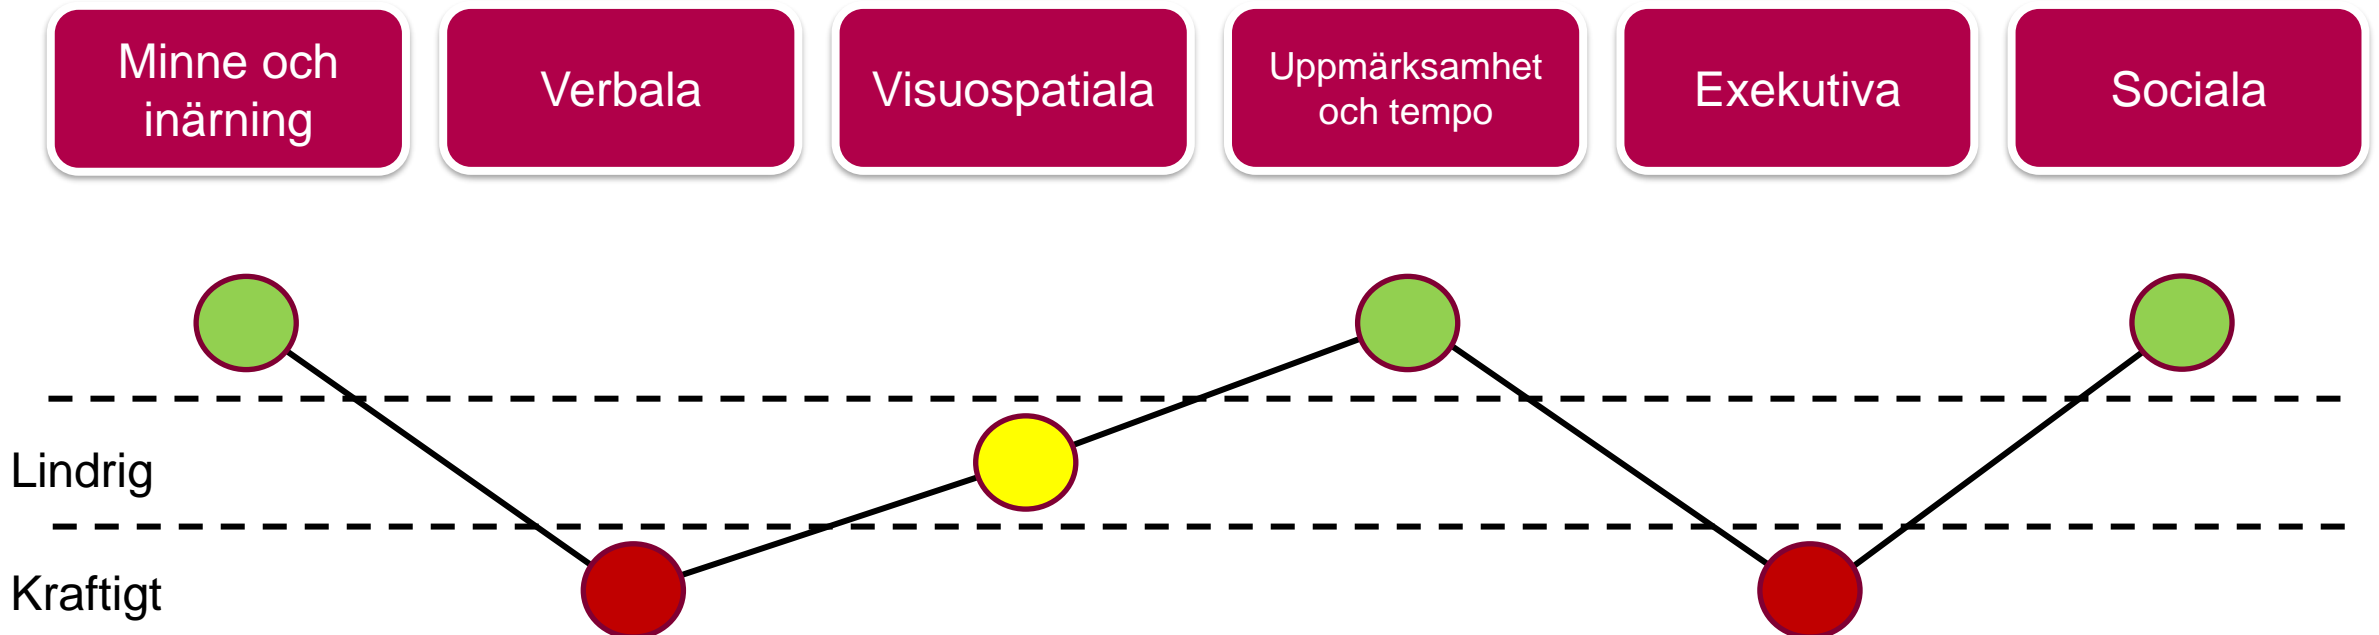 Minne och
inärning
Verbala
Visuospatiala
Uppmärksamhet
och tempo
Exekutiva
Sociala
Lindrig
Kraftigt